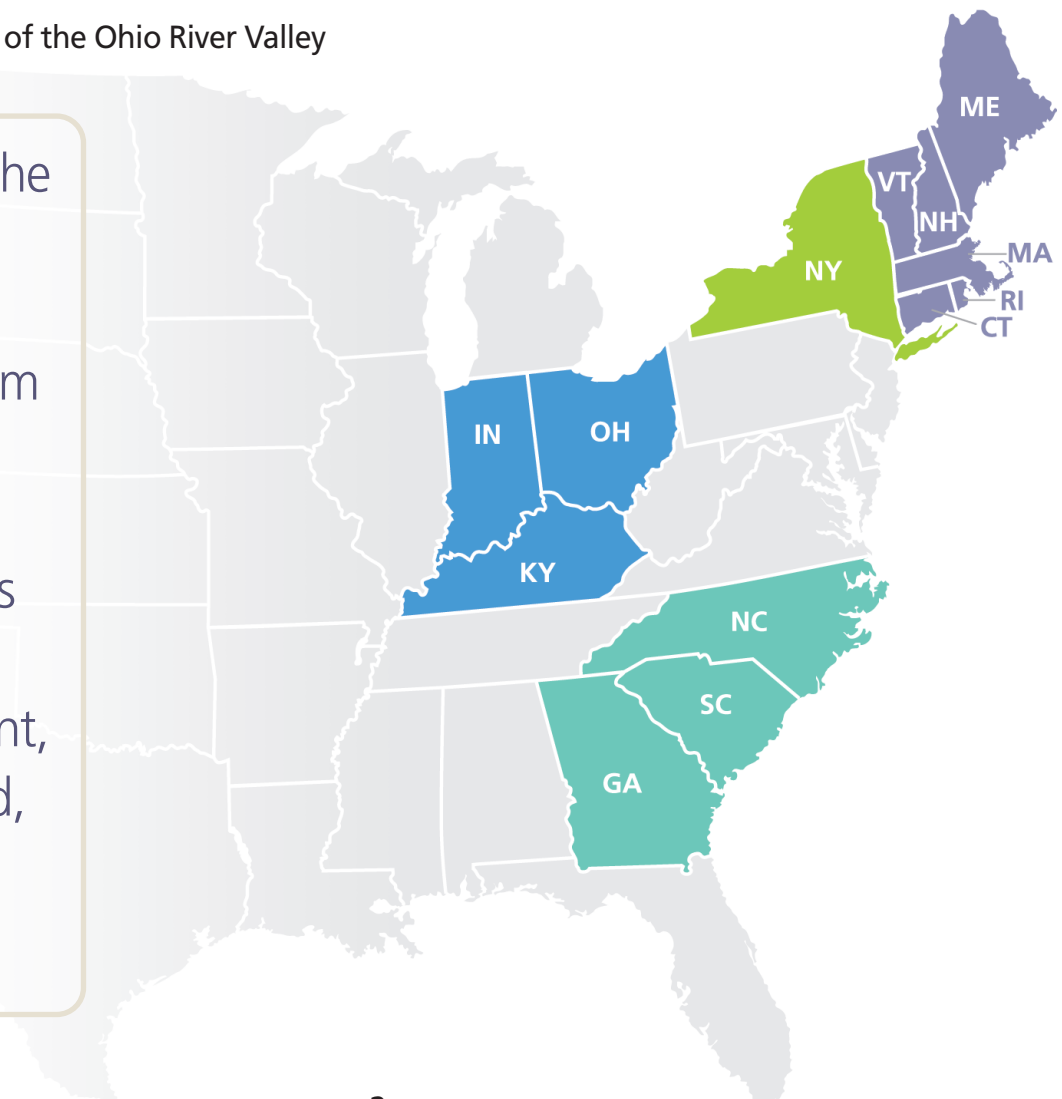 of the Ohio River Valley
he
m
s
nt,
d,
ME
VT
NH
NY
MA
RI
CT
IN
OH
KY
NC
SC
GA